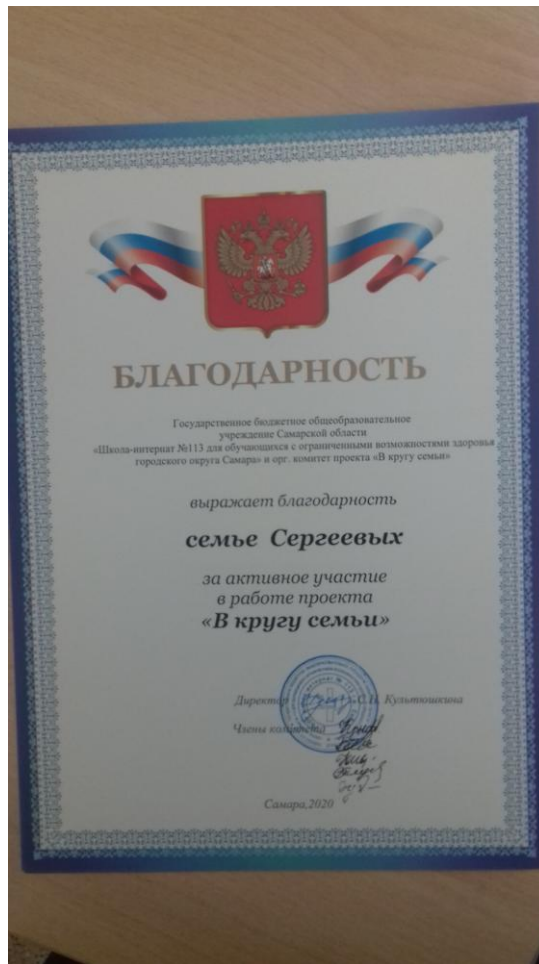 БЛАГОДАРНОСТЬ
Государственное бюджетное общеобразовательное
учреждение Самарской области
«Школа-интернат №113 для обучающихся с ограниченными возможностями здоровья
городского округа Самара» и орг. комитет проекта «В кругу семьи»
выражает благодарность
семье Сергеевых
за активное участие
в работе проекта
«В кругу семьи»
Директор С.Н. Культюшкина
Члены комитета
Самара,2020